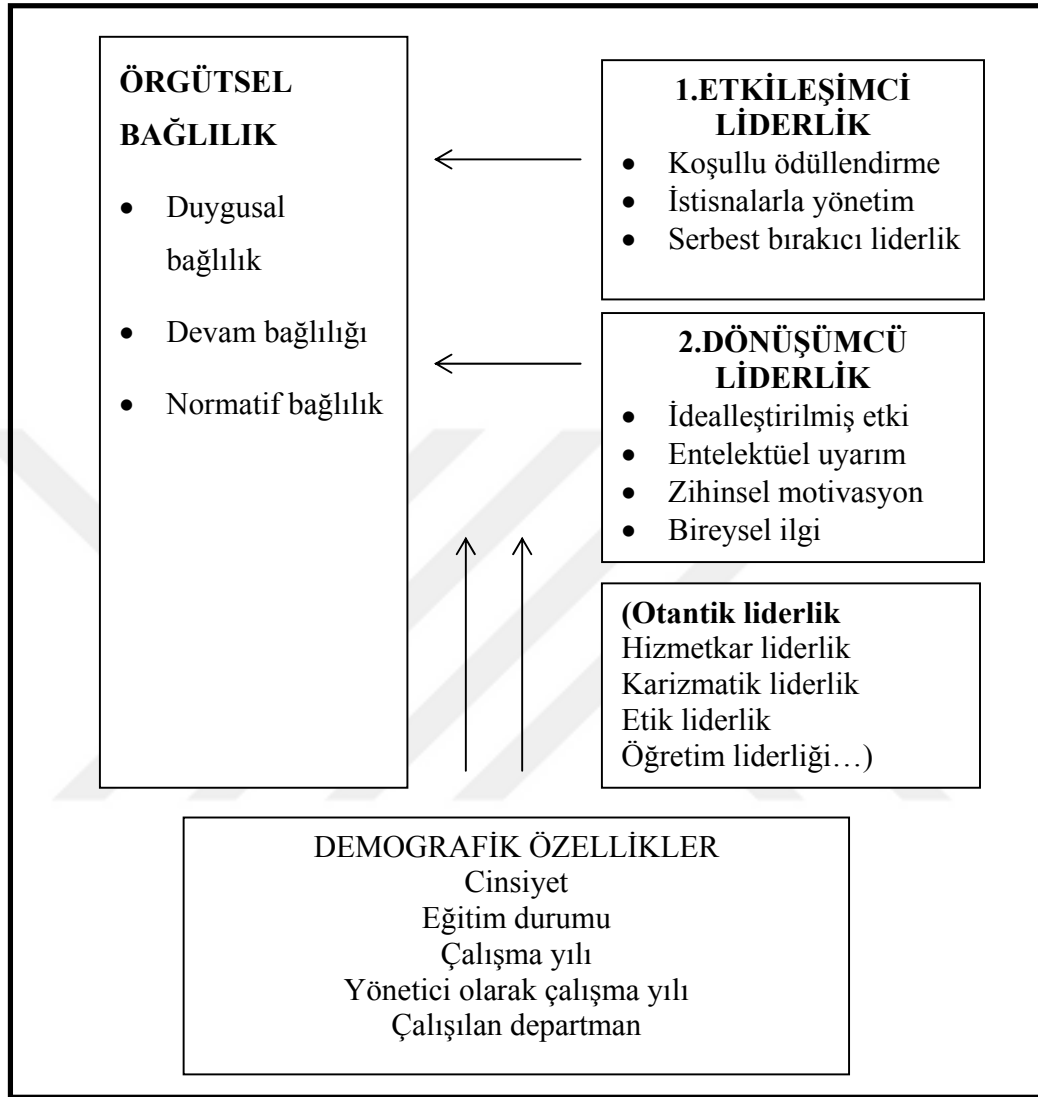 ÖRGÜTSEL
BAĞLILIK
• Duygusal
bağlılık
• Devam bağlılığı
• Normatif bağlılık
1.ETKİLEŞİMCİ
LİDERLİK
• Koşullu ödüllendirme
• İstisnalarla yönetim
• Serbest bırakıcı liderlik
2.DÖNÜŞÜMCÜ
LİDERLİK
• İdealleştirilmiş etki
• Entelektüel uyarım
• Zihinsel motivasyon
• Bireysel ilgi
(Otantik liderlik
Hizmetkar liderlik
Karizmatik liderlik
Etik liderlik
Öğretim liderliği…)
DEMOGRAFİK ÖZELLİKLER
Cinsiyet
Eğitim durumu
Çalışma yılı
Yönetici olarak çalışma yılı
Çalışılan departman